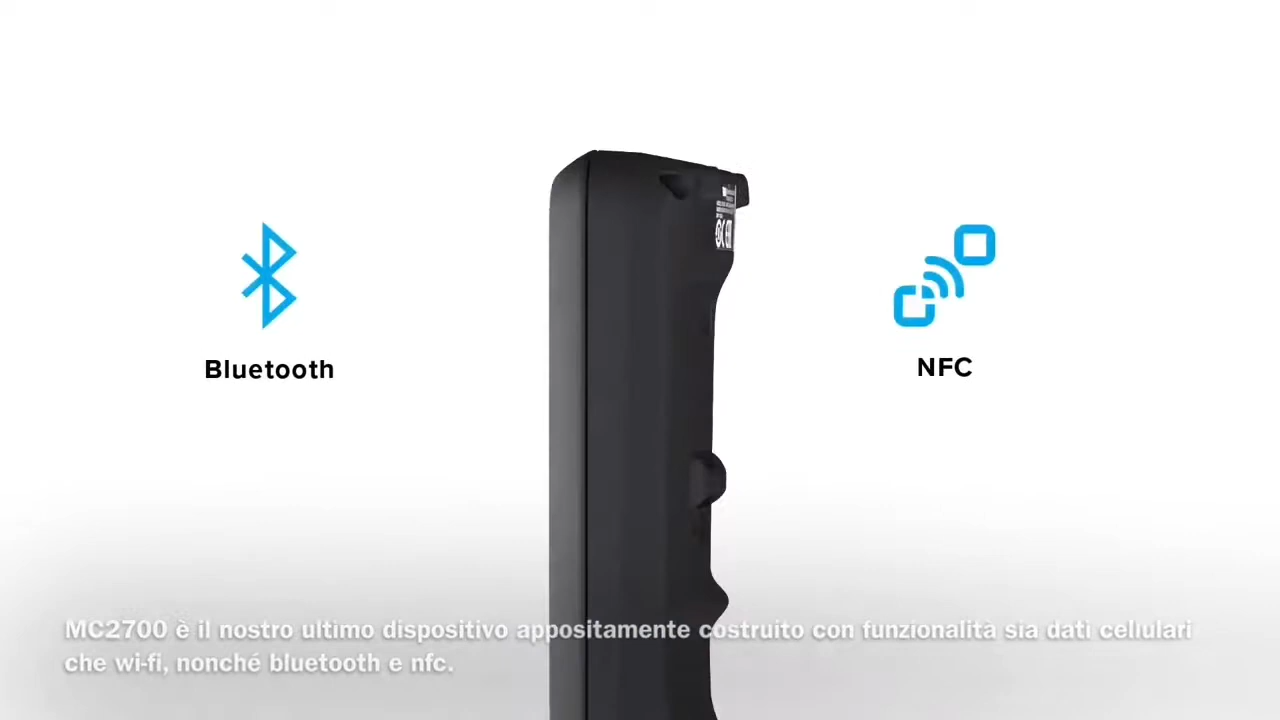 Bluetooth
NFC
MC2700 è il nostro ultimo dispositivo appositamente costruito con funzionalità sia dati cellulari
che wi-fi, nonché bluetooth e nfc.